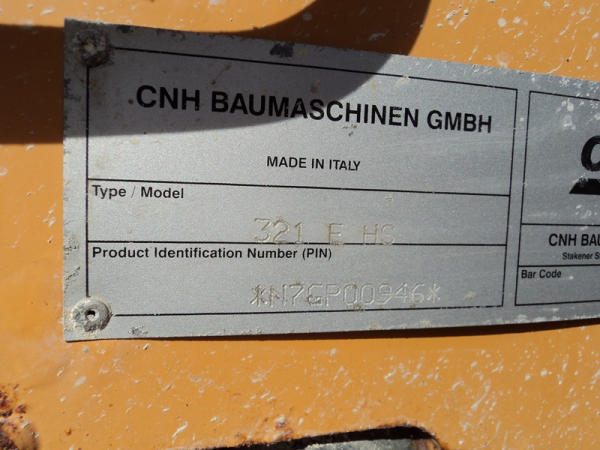 CNH BAUMASCHINEN GMBH
MADE IN ITALY
Type / Model
321 E HS
Product Identification Number (PIN)
*N7GP00946*
CNH BAU
Stakener S
Bar Code